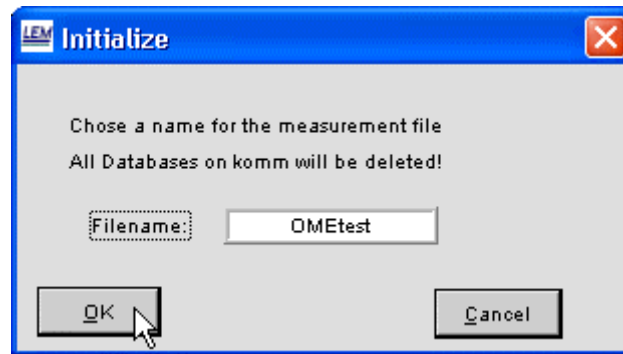 LEM Initialize
Chose a name for the measurement file
All Databases on komm will be deleted!
Filename: OMEtest
OK Cancel